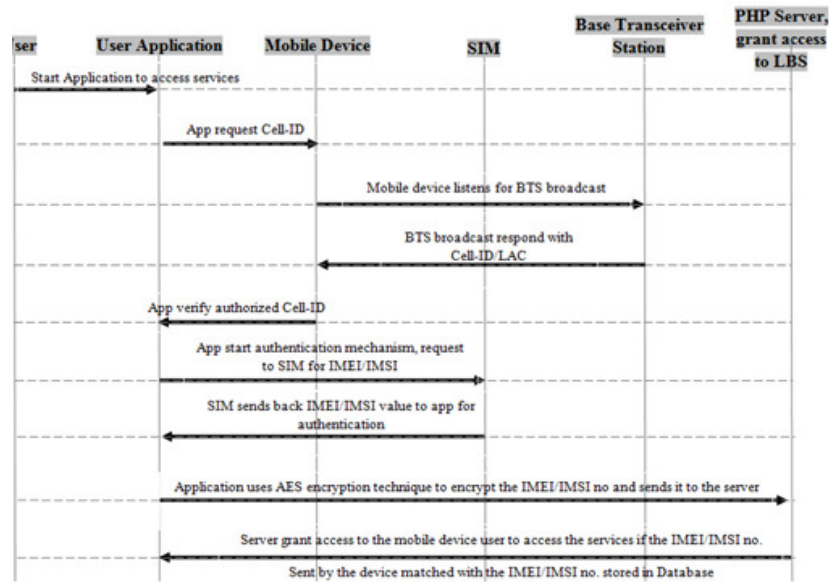 ser
User Application
Mobile Device
SIM
Base Transceiver
Station
PHP Server,
grant access
to LBS
Start Application to access services
App request Cell-ID
Mobile device listens for BTS broadcast
BTS broadcast respond with
Cell-ID/LAC
App verify authorized Cell-ID
App start authentication mechanism, request
to SIM for IMEI/IMSI
SIM sends back IMEI/IMSI value to app for
authentication
Application uses AES encryption technique to encrypt the IMEI/IMSI no and sends it to the server
Server grant access to the mobile device user to access the services if the IMEI/IMSI no.
Sent by the device matched with the IMEI/IMSI no. stored in Database